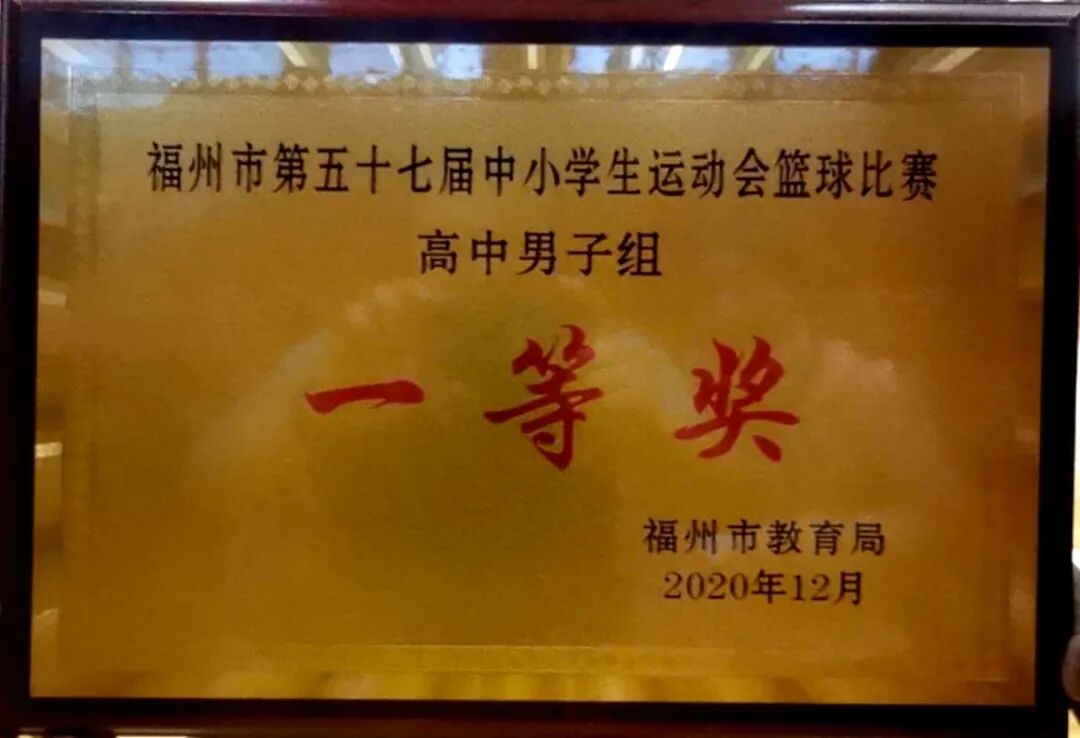 福州市第五十七届中小学生运动会篮球比赛
高中男子组
一等奖
福州市教育局
2020年12月